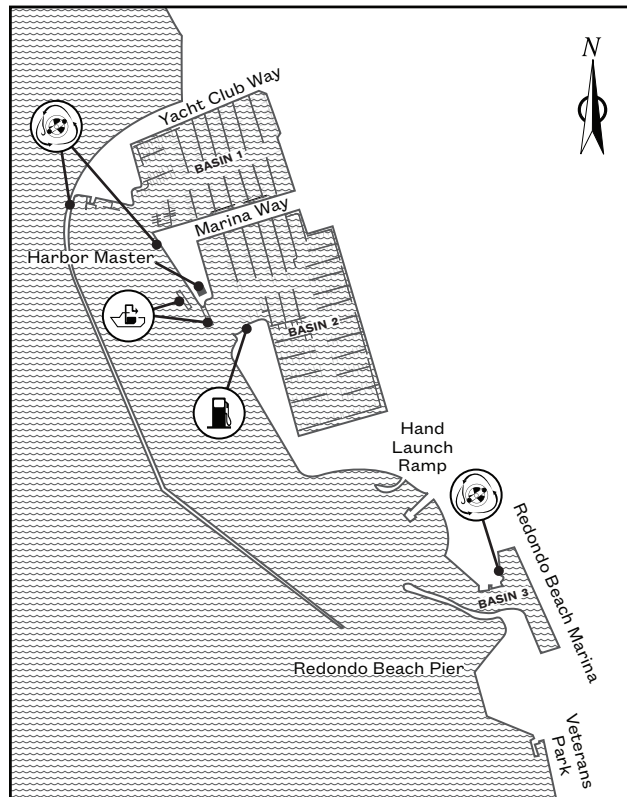 N
Yacht Club Way
BASIN 1
Marina Way
Harbor Master
BASIN 2
Hand
Launch
Ramp
Redondo Beach Marina
BASIN 3
Redondo Beach Pier
Veterans
Park